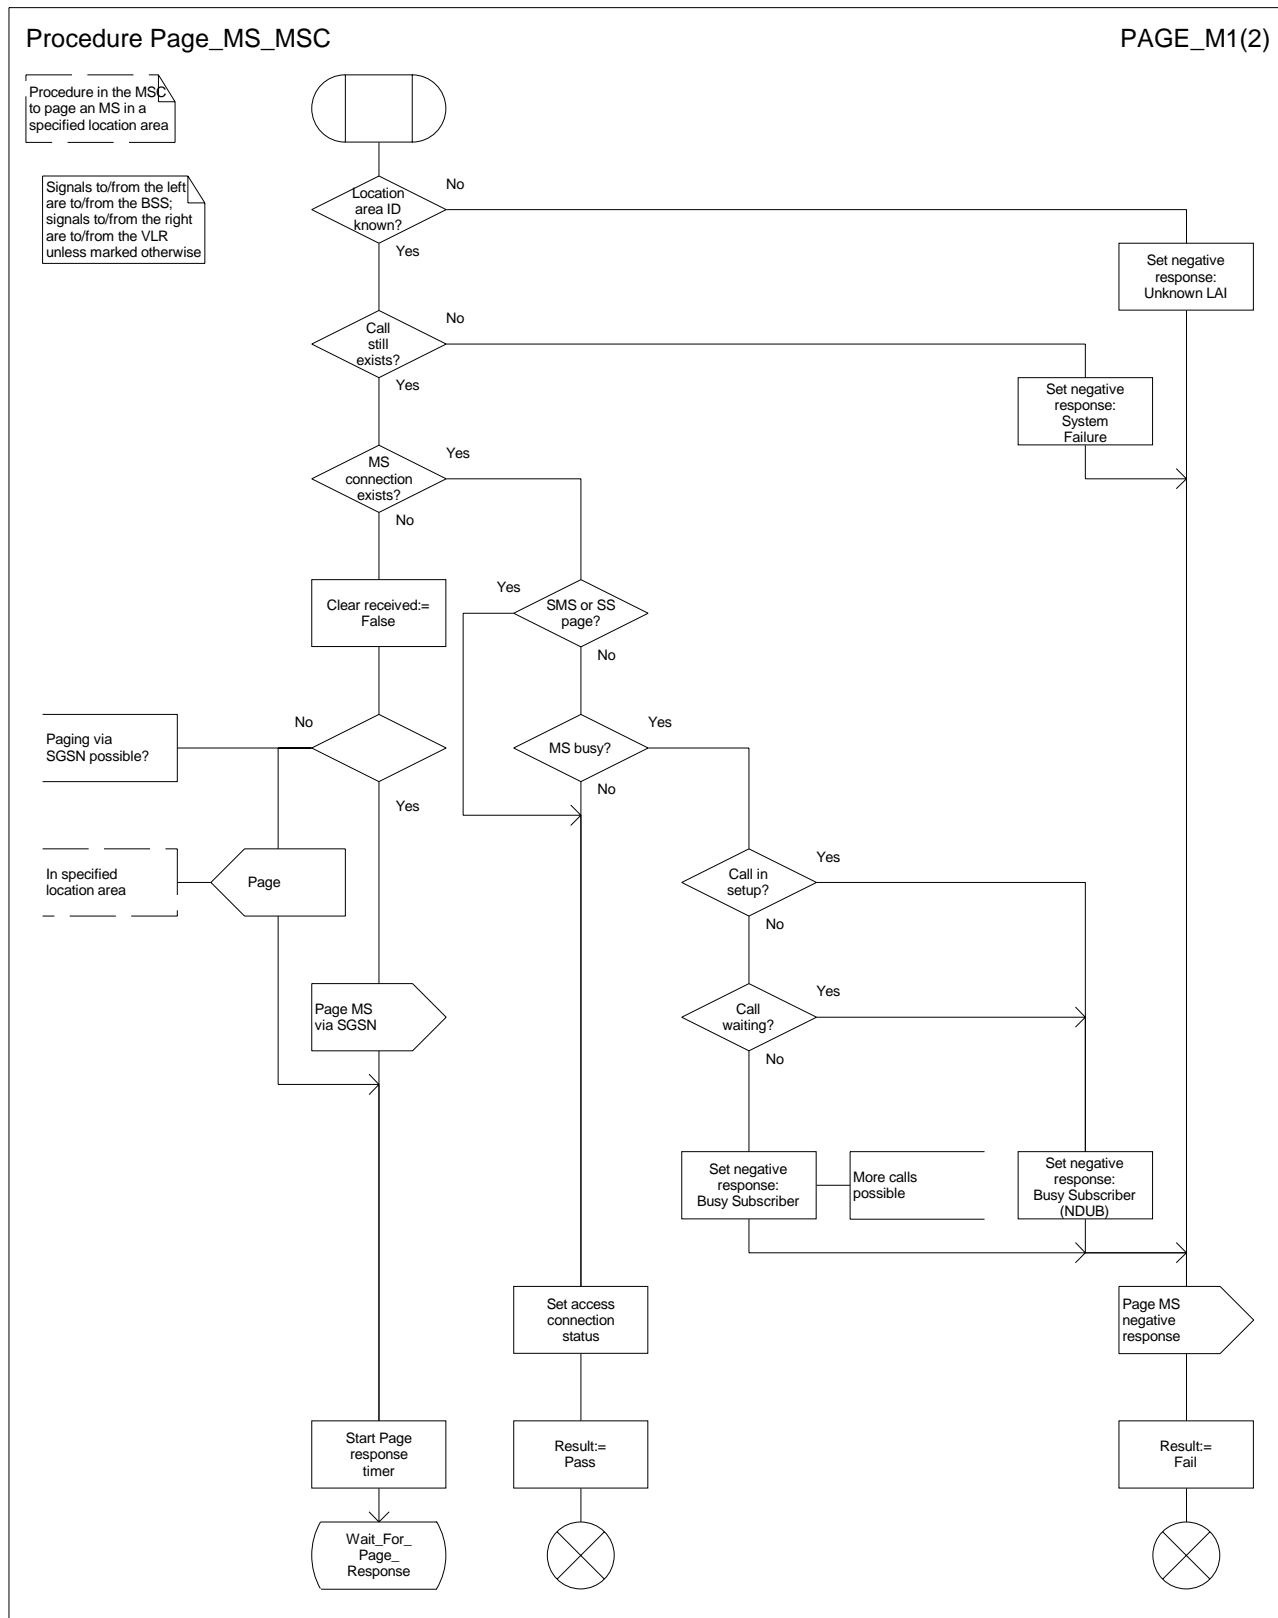 Procedure Page_MS_MSC
PAGE_M1(2)
Procedure in the MSC
to page an MS in a
specified location area
Signals to/from the left
are to/from the BSS;
signals to/from the right
are to/from the VLR
unless marked otherwise
Location
area ID
known?
No
Yes
Set negative
response:
Unknown LAI
Call
still
exists?
No
Yes
Set negative
response:
System
Failure
MS
connection
exists?
Yes
No
Clear received:=
False
Yes
SMS or SS
page?
No
Paging via
SGSN possible?
No
Yes
MS busy?
Yes
No
In specified
location area
Page
Call in
setup?
Yes
No
Page MS
via SGSN
Call
waiting?
Yes
No
Set negative
response:
Busy Subscriber
More calls
possible
Set negative
response:
Busy Subscriber
(NDUB)
Set access
connection
status
Page MS
negative
response
Start Page
response
timer
Result:=
Pass
Result:=
Fail
Wait_For_
Page_
Response